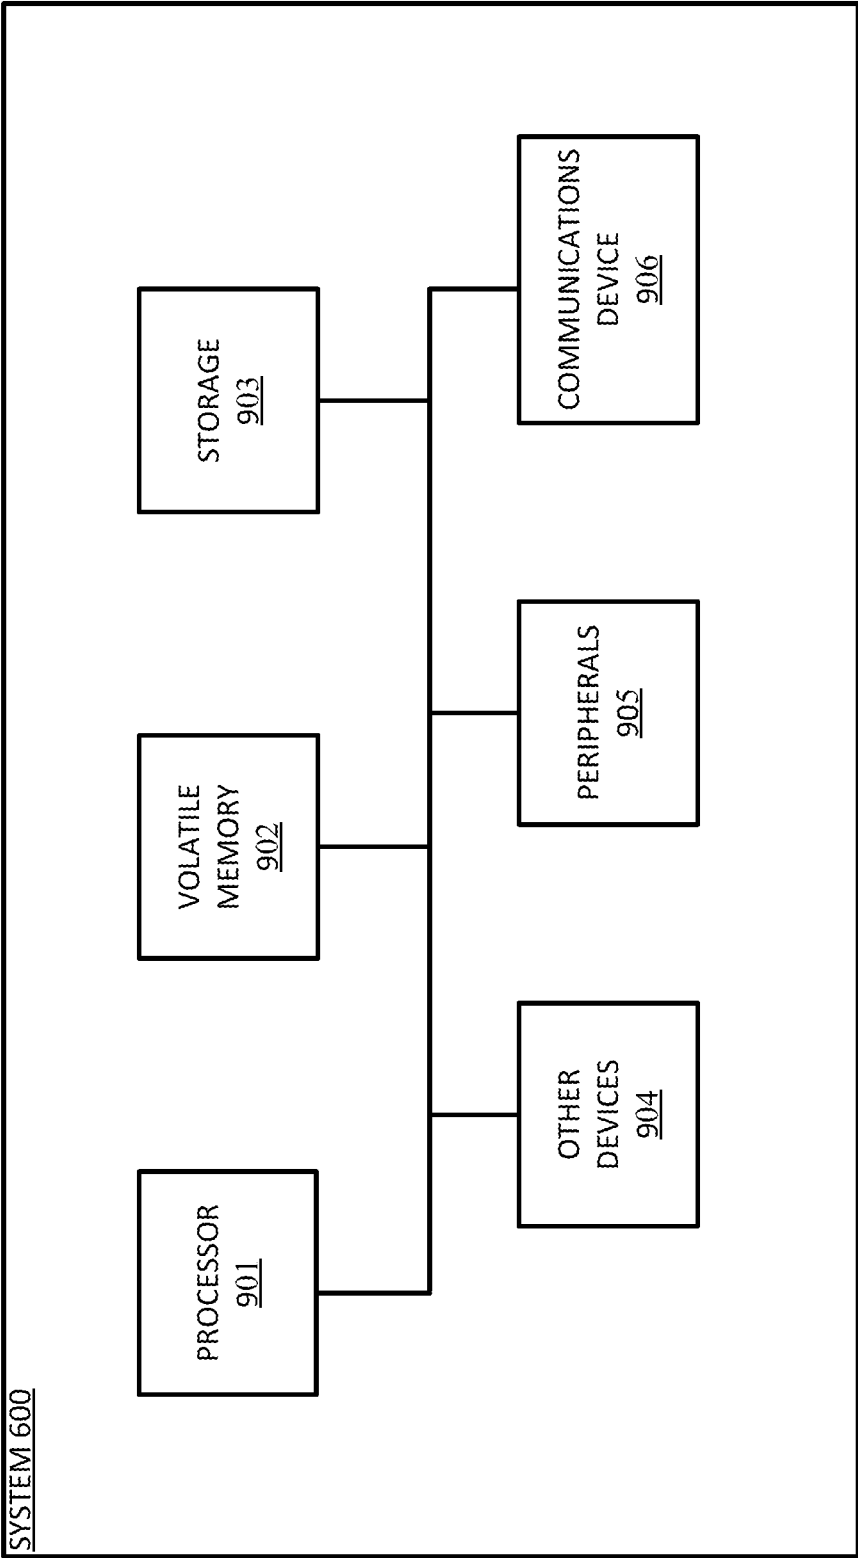 SYSTEM 600
PROCESSOR
901
VOLATILE
MEMORY
902
STORAGE
903
OTHER
DEVICES
904
PERIPHERALS
905
COMMUNICATIONS
DEVICE
906